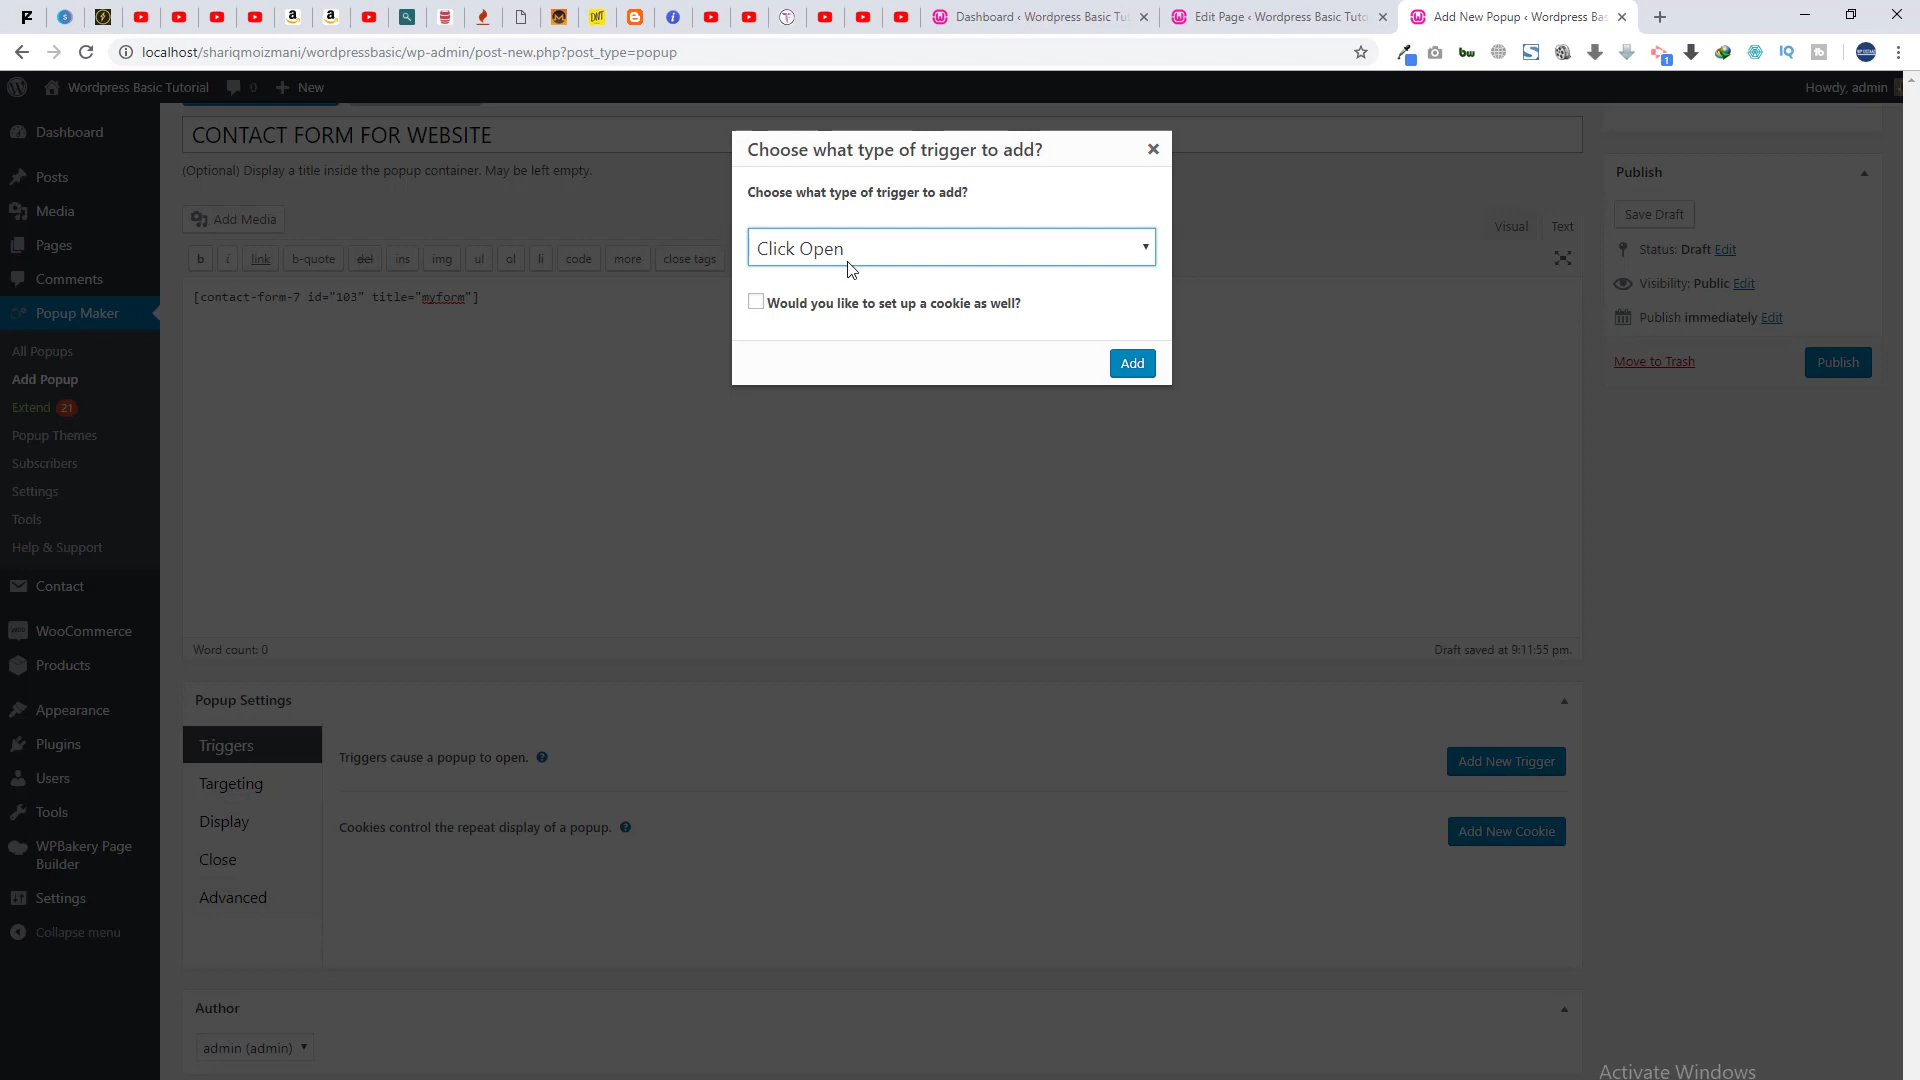 Dashboard ‹ Wordpress Basic Tut
Edit Page ‹ Wordpress Basic Tuto
Add New Popup ‹ Wordpress Bas
localhost/shariqmoizmani/wordpressbasic/wp-admin/post-new.php?post_type=popup
Wordpress Basic Tutorial
0
New
Howdy, admin
Dashboard
Posts
Media
Pages
Comments
Popup Maker
All Popups
Add Popup
Extend 21
Popup Themes
Subscribers
Settings
Tools
Help & Support
Contact
WooCommerce
Products
Appearance
Plugins
Users
Tools
WPBakery Page
Builder
Settings
Collapse menu
CONTACT FORM FOR WEBSITE
(Optional) Display a title inside the popup container. May be left empty.
Add Media
Visual
Text
b
i
link
b-quote
del
ins
img
ul
ol
li
code
more
close tags
[contact-form-7 id="103" title="myform"]
Word count: 0
Draft saved at 9:11:55 pm.
Choose what type of trigger to add?
Choose what type of trigger to add?
Click Open
Would you like to set up a cookie as well?
Add
Publish
Save Draft
Status: Draft Edit
Visibility: Public Edit
Publish immediately Edit
Move to Trash
Publish
Popup Settings
Triggers
Targeting
Display
Close
Advanced
Triggers cause a popup to open.
Add New Trigger
Cookies control the repeat display of a popup.
Add New Cookie
Author
admin (admin)
Activate Windows